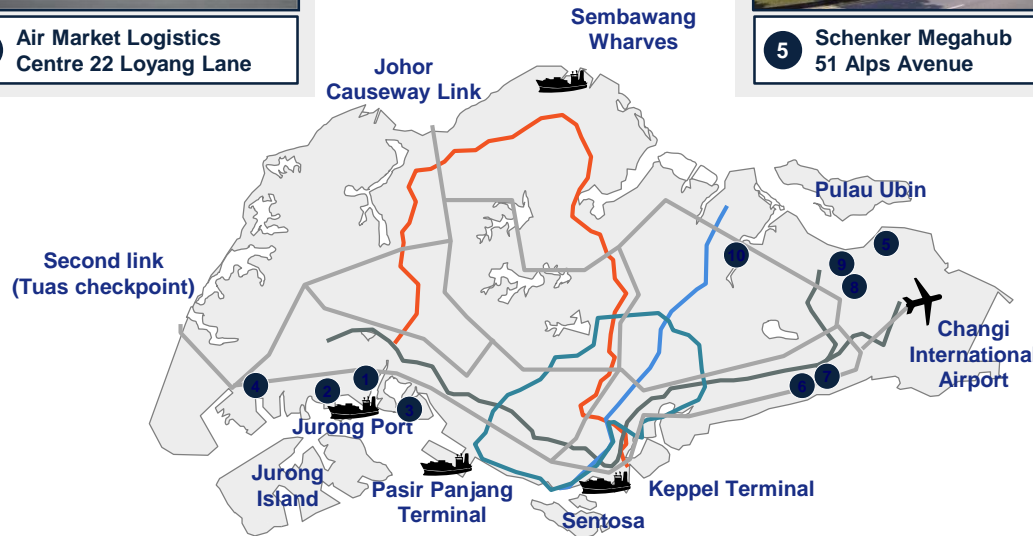 Air Market Logistics
Centre 22 Loyang Lane
5
Schenker Megahub
51 Alps Avenue
Sembawang
Wharves
Johor
Causeway Link
Pulau Ubin
5
10
9
8
Second link
(Tuas checkpoint)
Changi
International
Airport
1
4
2
3
6
7
Jurong Port
Jurong
Island
Pasir Panjang
Terminal
Keppel Terminal
Sentosa